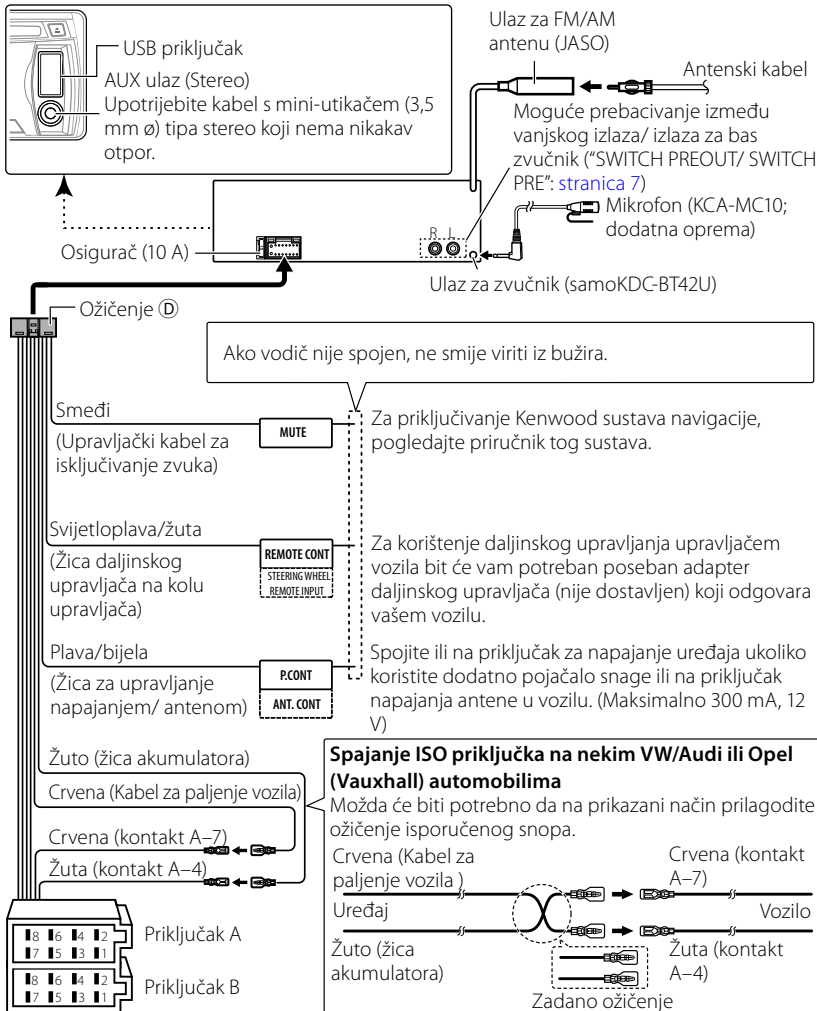 USB priključak
AUX ulaz (Stereo)
Upotrijebite kabel s mini-utikačem (3,5
mm ø) tipa stereo koji nema nikakav
otpor.
Ulaz za FM/AM
antenu (JASO)
Antenski kabel
Moguće prebacivanje između
vanjskog izlaza/ izlaza za bas
zvučnik (“SWITCH PREOUT/ SWITCH
PRE”: stranica 7)
R L
Mikrofon (KCA-MC10;
dodatna oprema)
Osigurač (10 A)
Ulaz za zvučnik (samoKDC-BT42U)
Ožičenje Ⓓ
Ako vodič nije spojen, ne smije viriti iz bužira.
Smeđi
(Upravljački kabel za
isključivanje zvuka)
MUTE
Za priključivanje Kenwood sustava navigacije,
pogledajte priručnik tog sustava.
Svijetloplava/žuta
(Žica daljinskog
upravljača na kolu
upravljača)
REMOTE CONT
STEERING WHEEL
REMOTE INPUT
Za korištenje daljinskog upravljanja upravljačem
vozila bit će vam potreban poseban adapter
daljinskog upravljača (nije dostavljen) koji odgovara
vašem vozilu.
Plava/bijela
(Žica za upravljanje
napajanjem/ antenom)
P.CONT
ANT. CONT
Spojite ili na priključak za napajanje uređaja ukoliko
koristite dodatno pojačalo snage ili na priključak
napajanja antene u vozilu. (Maksimalno 300 mA, 12
V)
Žuto (žica akumulatora)
Crvena (Kabel za paljenje vozila)
Crvena (kontakt A–7)
Žuta (kontakt A–4)
8 6 4 2
7 5 3 1
Priključak A
8 6 4 2
7 5 3 1
Priključak B
Spajanje ISO priključka na nekim VW/Audi ili Opel
(Vauxhall) automobilima
Možda će biti potrebno da na prikazani način prilagodite
ožičenje isporučenog snopa.
Crvena (Kabel za
paljenje vozila )
Crvena (kontakt
A–7)
Uređaj
Vozilo
Žuto (žica
akumulatora)
Žuta (kontakt
A–4)
Zadano ožičenje